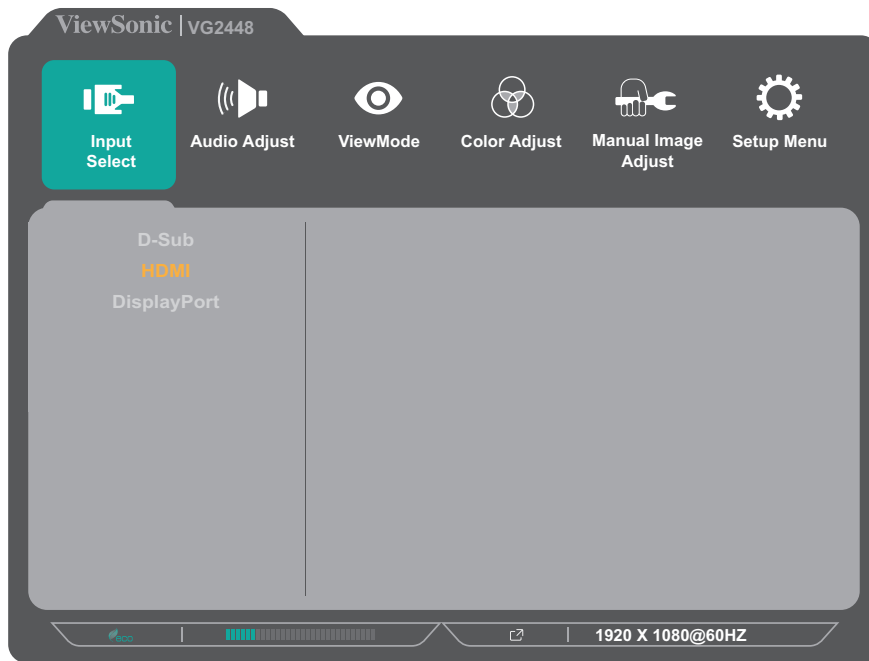 ViewSonic | VG2448
Input Select
Audio Adjust
ViewMode
Color Adjust
Manual Image Adjust
Setup Menu
D-Sub
HDMI
DisplayPort
eco
1920 X 1080@60HZ